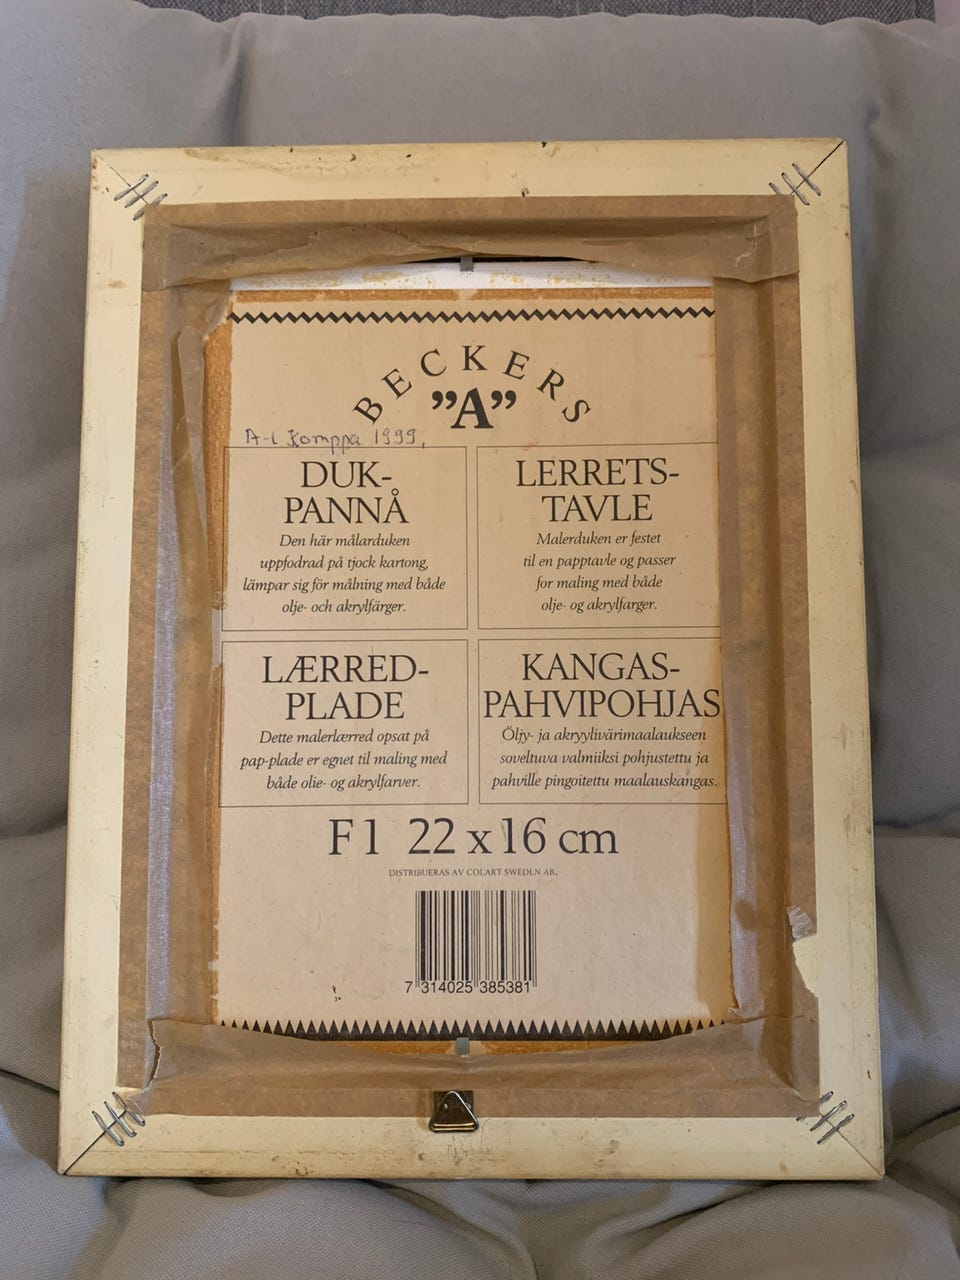 BECKERS
"A"
A-L Komppa 1999,
DUK-
PANNÅ
Den här målarduken
uppfodrad på tjock kartong,
lämpar sig för målning med både
olje- och akrylfärger.
LERRETS-
TAVLE
Malerduken er festet
til en papptavle og passer
for maling med både
olje- og akrylfarger.
LÆRRED-
PLADE
Dette malerlærred opsat på
pap-plade er egnet til maling med
både olie- og akrylfarver.
KANGAS-
PAHVIPOHJAS
Öljy- ja akryylivärimaalaukseen
soveltuva valmiiksi pohjustettu ja
pahville pingoitettu maalauskangas.
F1 22 x 16 cm
DISTRIBUERAS AV COLART SWEDEN AB.
7 314025 385381